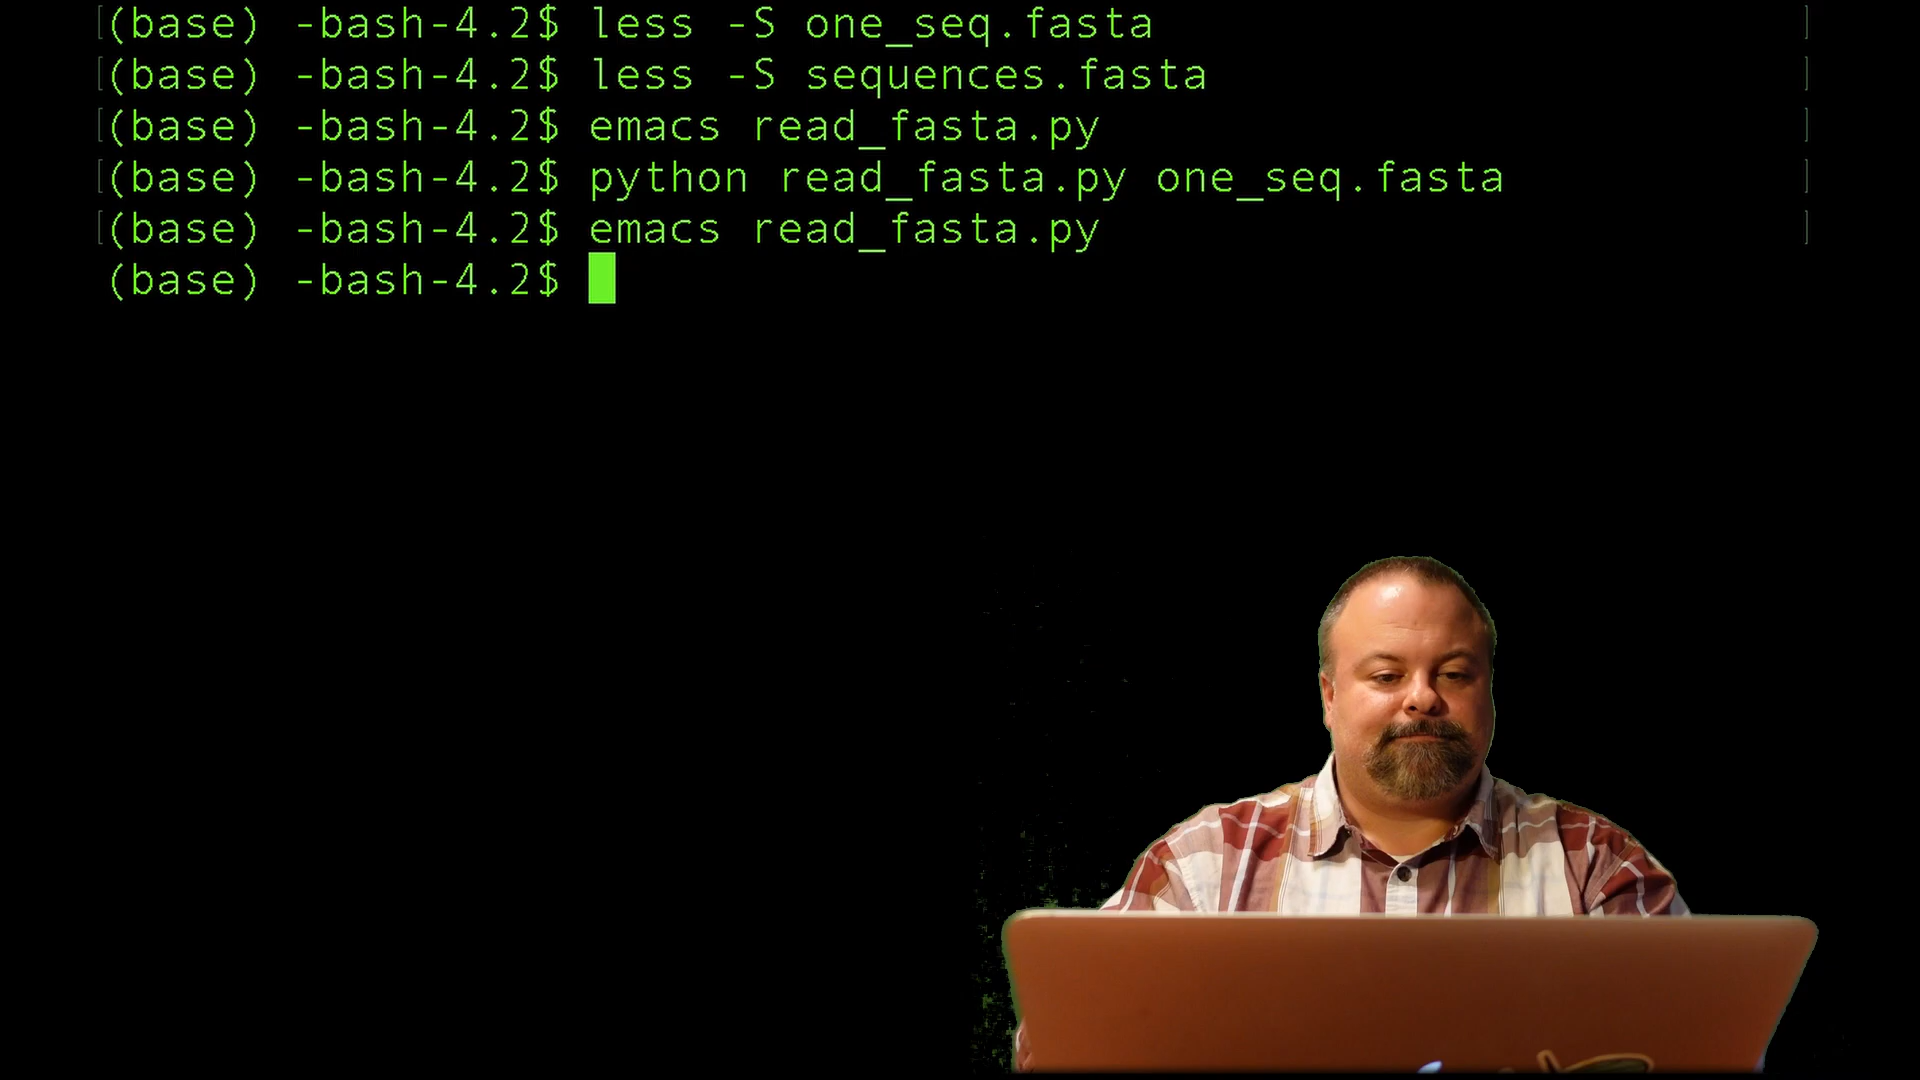 [(base) -bash-4.2$ less -S one_seq.fasta ]
[(base) -bash-4.2$ less -S sequences.fasta ]
[(base) -bash-4.2$ emacs read_fasta.py ]
[(base) -bash-4.2$ python read_fasta.py one_seq.fasta ]
[(base) -bash-4.2$ emacs read_fasta.py ]
(base) -bash-4.2$